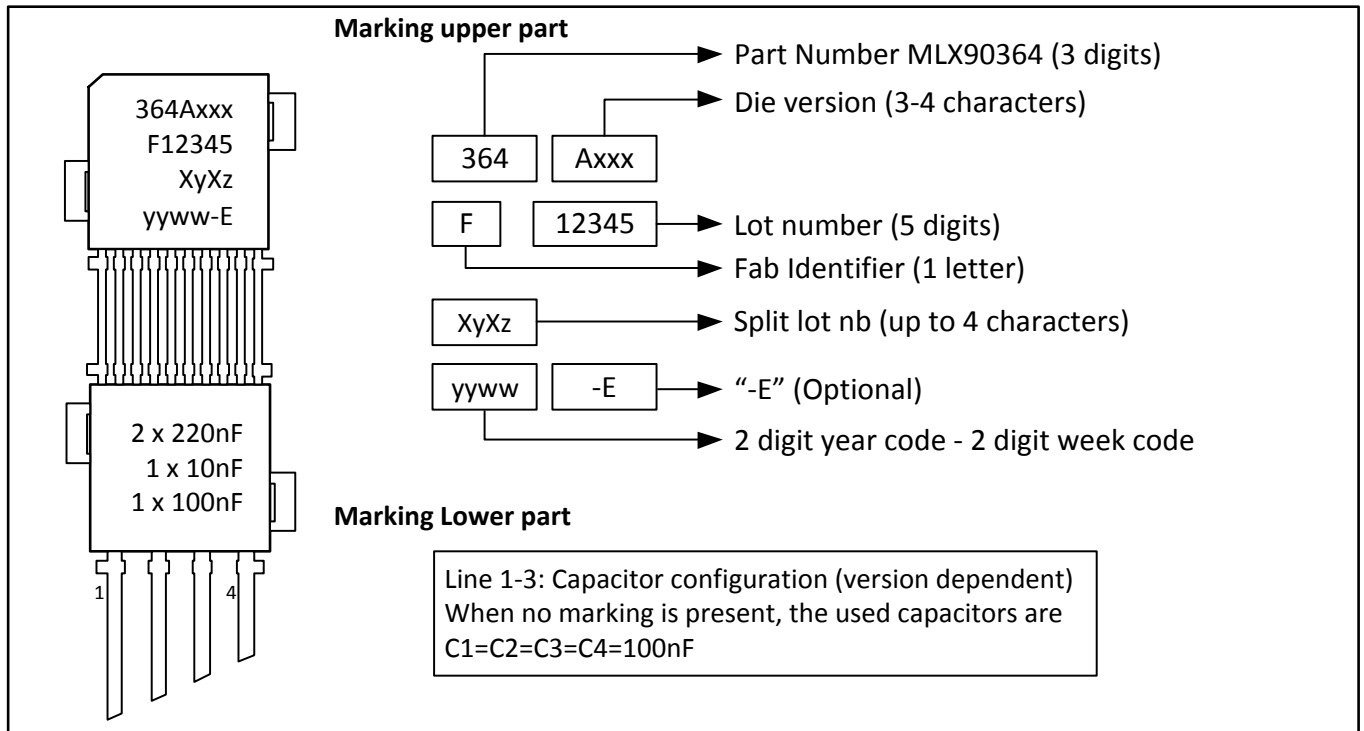 Marking upper part
Part Number MLX90364 (3 digits)
Die version (3-4 characters)
364Axxx
F12345
XyXz
yyww-E
364 Axxx
F 12345 Lot number (5 digits)
Fab Identifier (1 letter)
XyXz Split lot nb (up to 4 characters)
yyww -E “-E” (Optional)
2 digit year code - 2 digit week code
2 x 220nF
1 x 10nF
1 x 100nF
Marking Lower part
Line 1-3: Capacitor configuration (version dependent)
When no marking is present, the used capacitors are
C1=C2=C3=C4=100nF
1 4